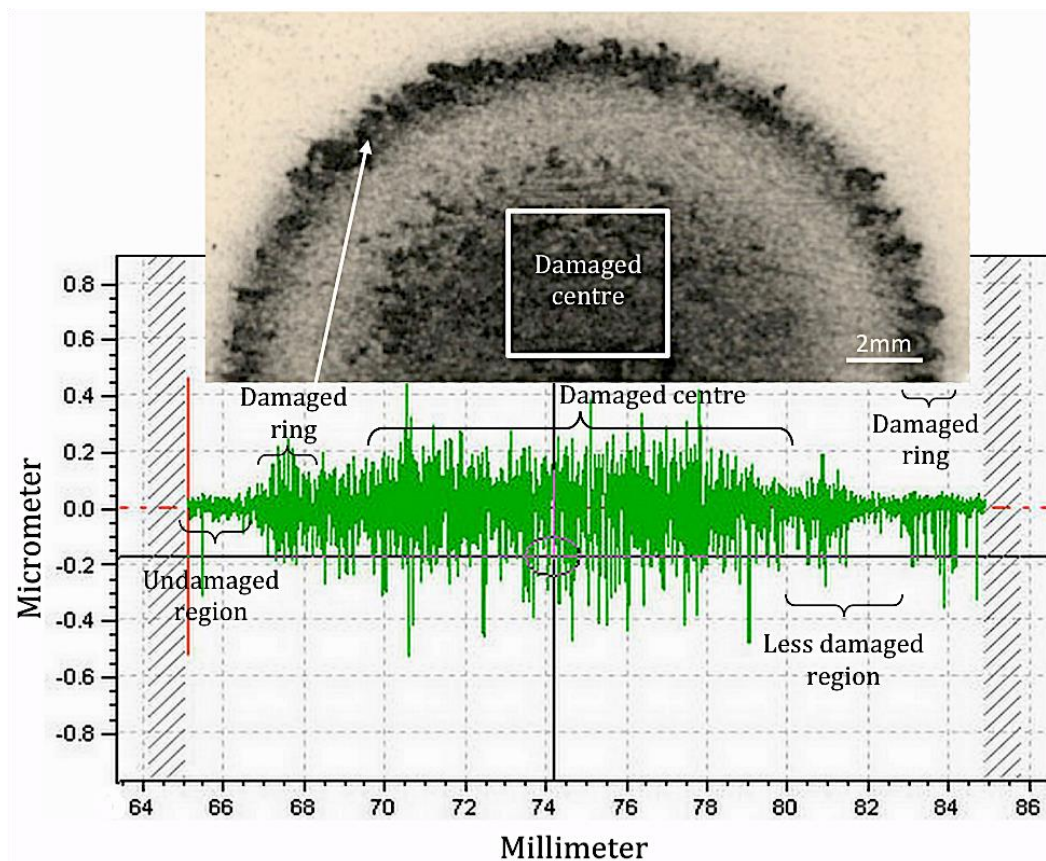 Damaged
centre
2mm
0.8
0.6
0.4
0.2
0.0
-0.2
-0.4
-0.6
-0.8
Micrometer
Damaged
ring
Damaged centre
Damaged
ring
Undamaged
region
Less damaged
region
64 66 68 70 72 74 76 78 80 82 84 86
Millimeter